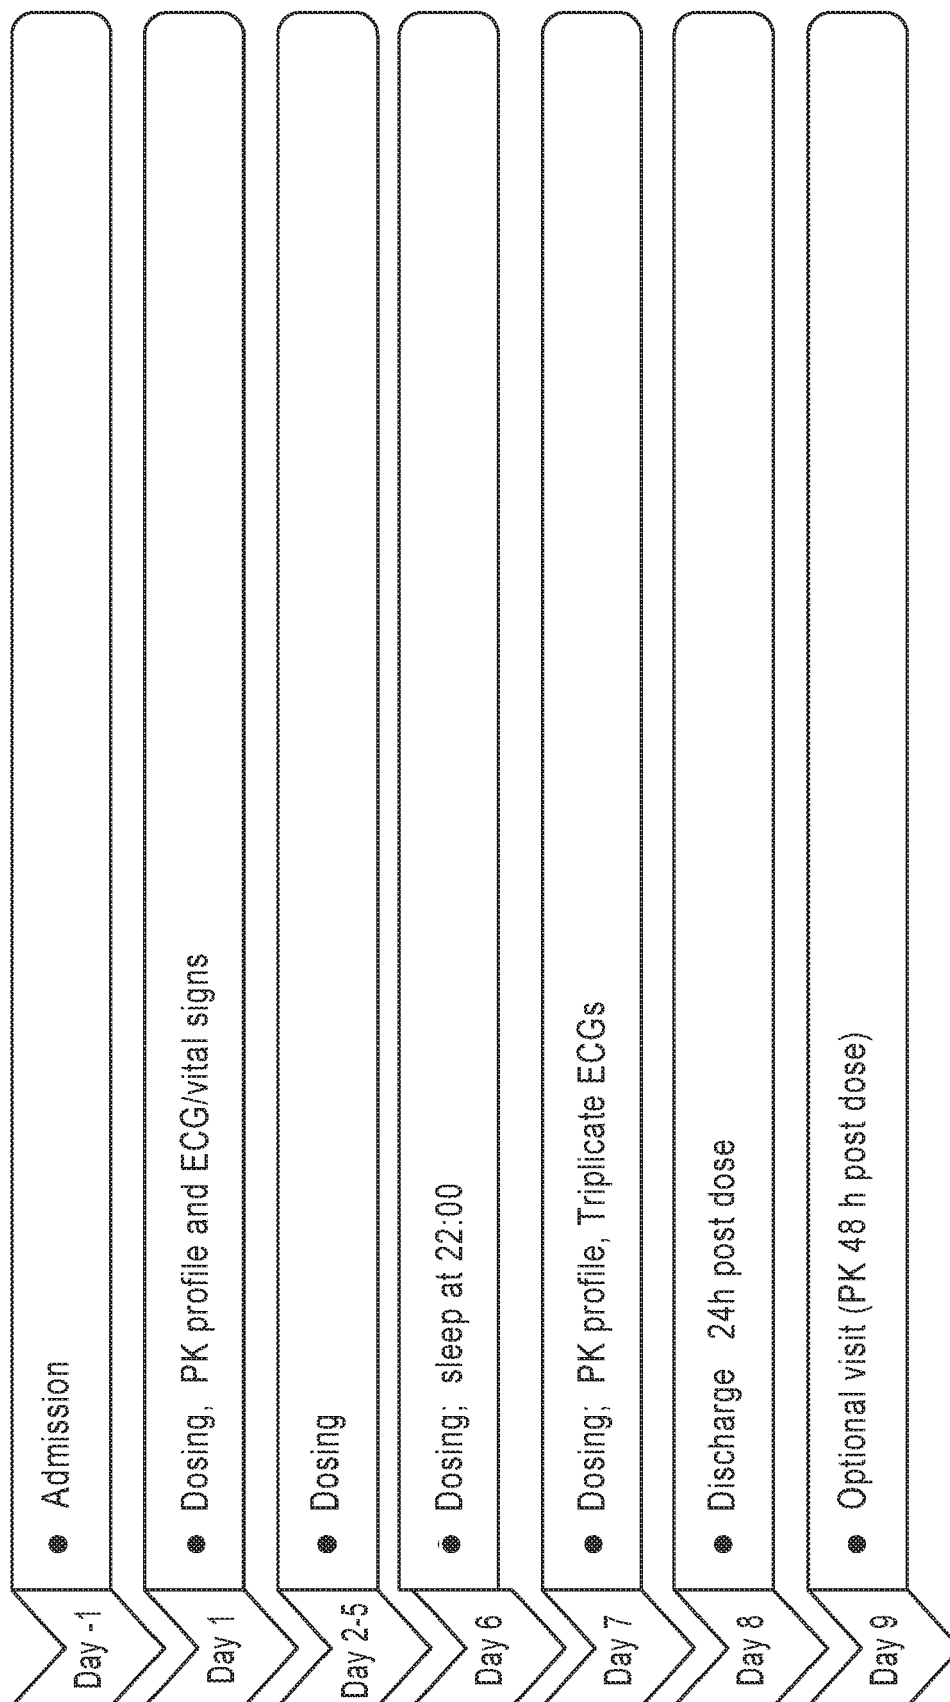 Day -1
● Admission
Day 1
● Dosing, PK profile and ECG/vital signs
Day 2-5
● Dosing
Day 6
● Dosing; sleep at 22:00
Day 7
● Dosing; PK profile, Triplicate ECGs
Day 8
● Discharge 24h post dose
Day 9
● Optional visit (PK 48 h post dose)